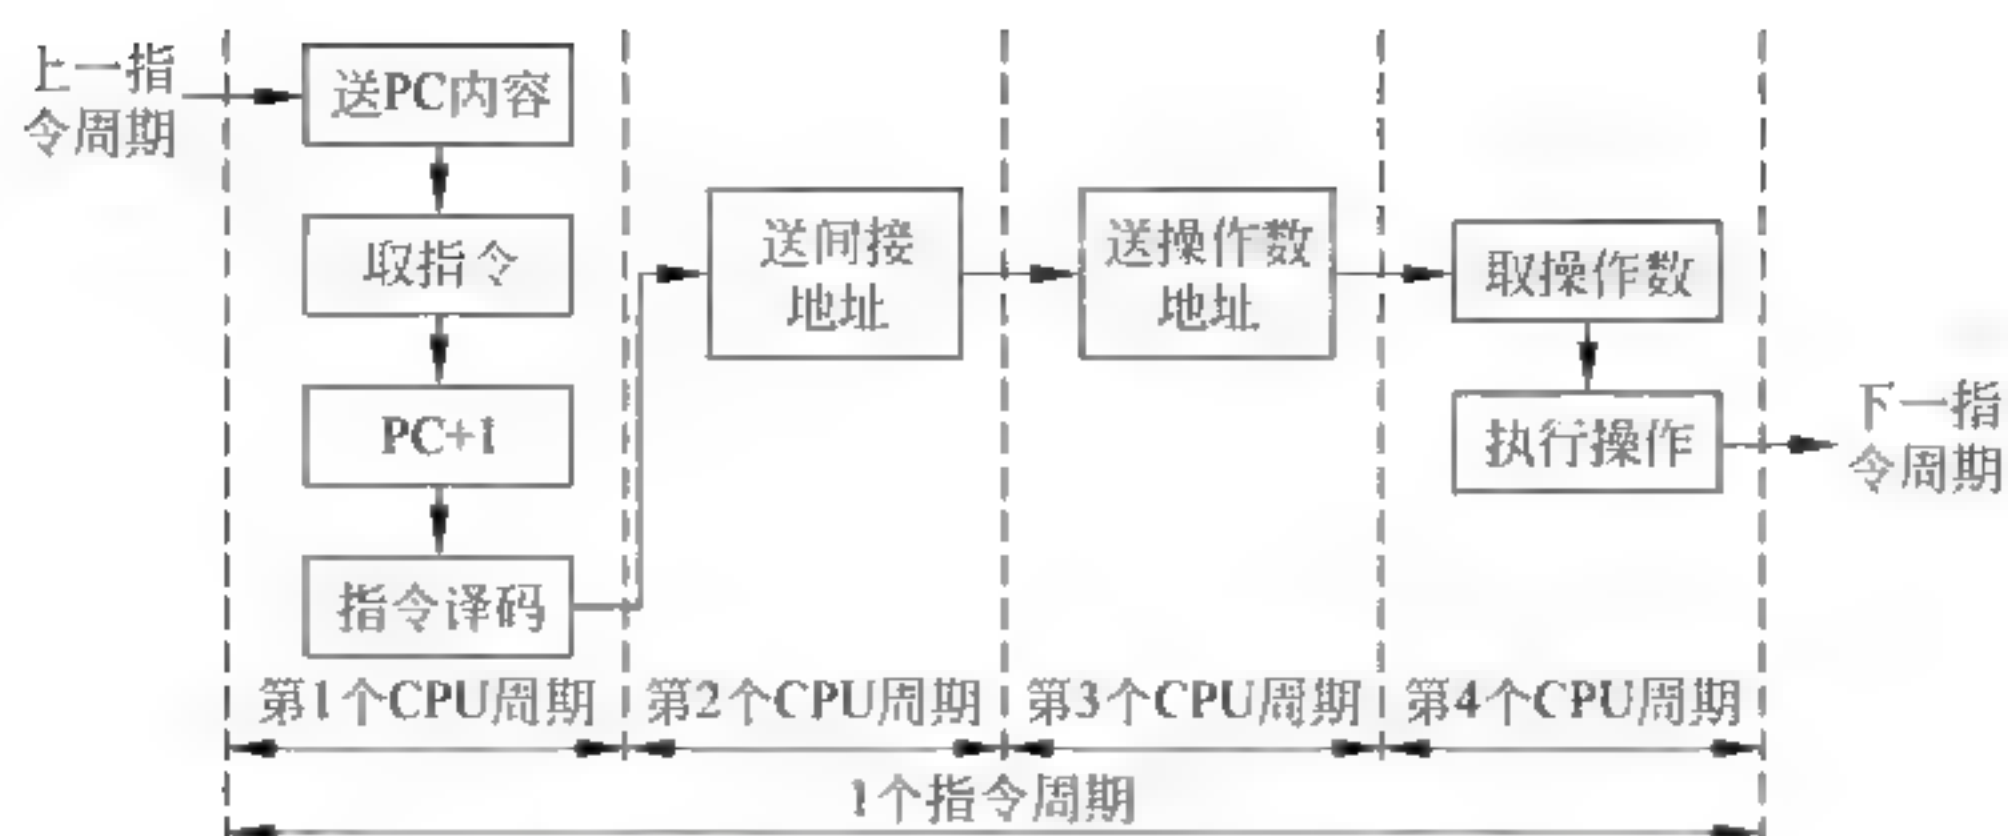 上一指
令周期
送PC内容
取指令
PC+1
指令译码
送间接
地址
送操作数
地址
取操作数
执行操作
下一指
令周期
第1个CPU周期
第2个CPU周期
第3个CPU周期
第4个CPU周期
1个指令周期